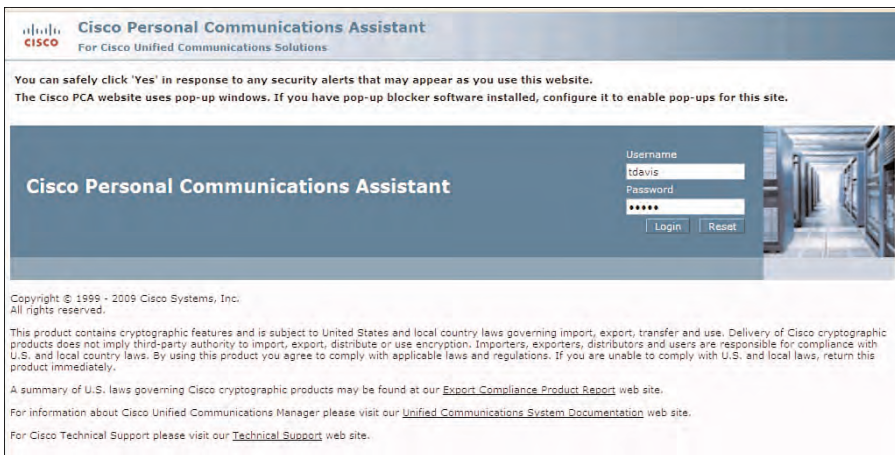 Cisco Personal Communications Assistant
CISCO
For Cisco Unified Communications Solutions
You can safely click 'Yes' in response to any security alerts that may appear as you use this website.
The Cisco PCA website uses pop-up windows. If you have pop-up blocker software installed, configure it to enable pop-ups for this site.
Cisco Personal Communications Assistant
Username
tdavis
Password
•••••
Login Reset
Copyright © 1999 - 2009 Cisco Systems, Inc.
All rights reserved.
This product contains cryptographic features and is subject to United States and local country laws governing import, export, transfer and use. Delivery of Cisco cryptographic
products does not imply third-party authority to import, export, distribute or use encryption. Importers, exporters, distributors and users are responsible for compliance with
U.S. and local country laws. By using this product you agree to comply with applicable laws and regulations. If you are unable to comply with U.S. and local laws, return this
product immediately.
A summary of U.S. laws governing Cisco cryptographic products may be found at our Export Compliance Product Report web site.
For information about Cisco Unified Communications Manager please visit our Unified Communications System Documentation web site.
For Cisco Technical Support please visit our Technical Support web site.